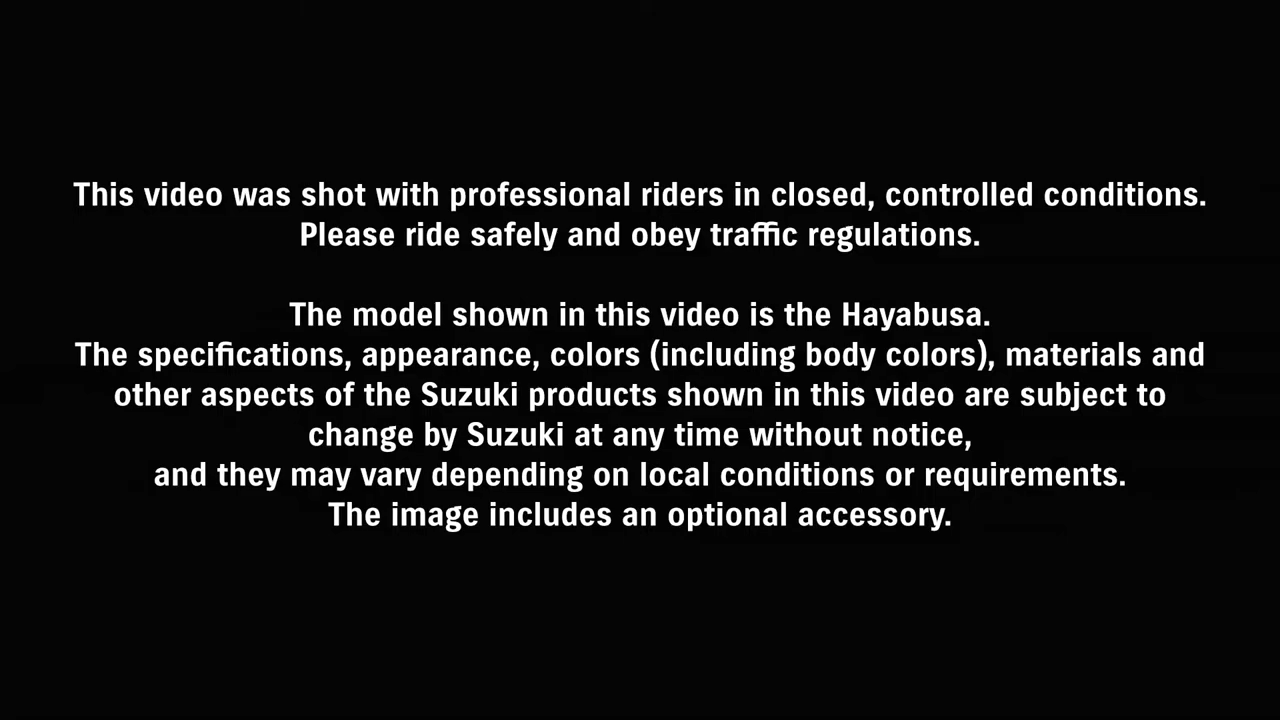 This video was shot with professional riders in closed, controlled conditions.
Please ride safely and obey traffic regulations.
The model shown in this video is the Hayabusa.
The specifications, appearance, colors (including body colors), materials and
other aspects of the Suzuki products shown in this video are subject to
change by Suzuki at any time without notice,
and they may vary depending on local conditions or requirements.
The image includes an optional accessory.